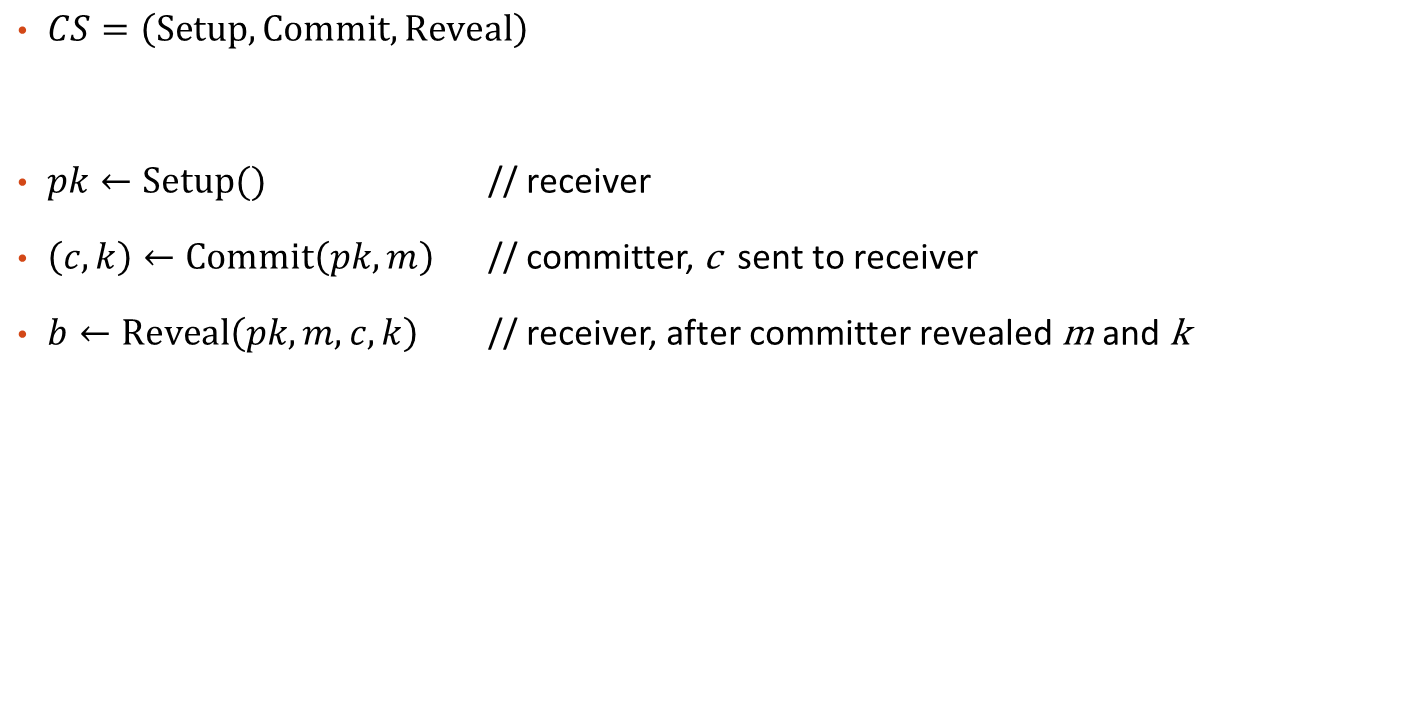 • CS = (Setup, Commit, Reveal)
• pk ← Setup() // receiver
• (c, k) ← Commit(pk, m) // committer, c sent to receiver
• b ← Reveal(pk, m, c, k) // receiver, after committer revealed m and k